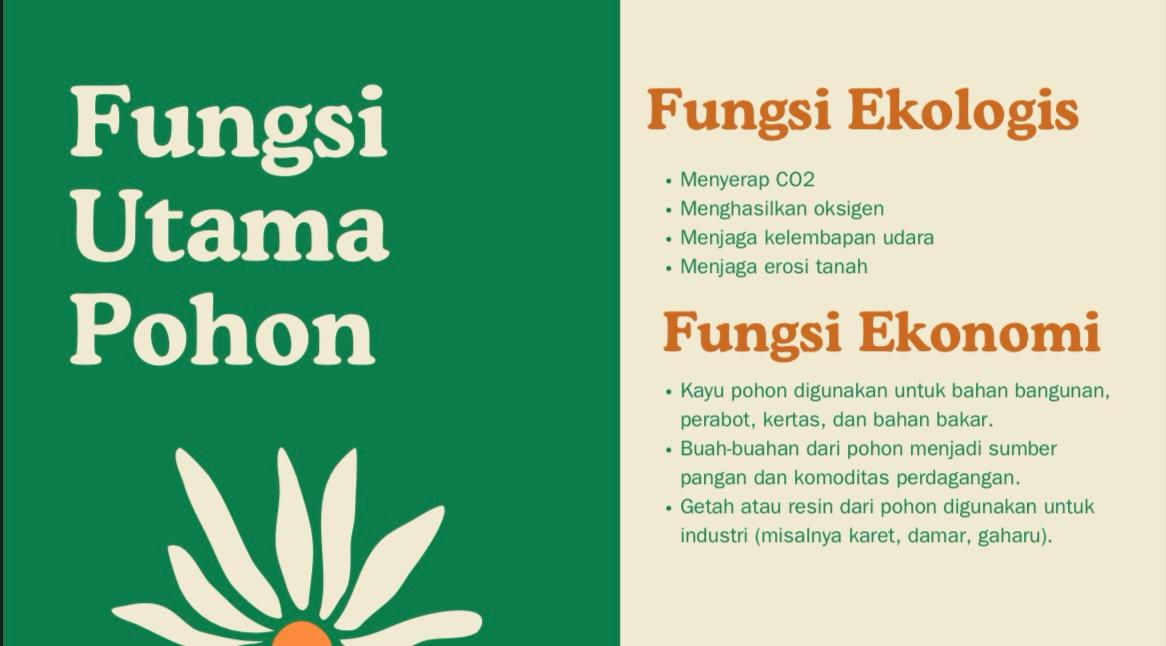 Fungsi
Utama
Pohon
Fungsi Ekologis
• Menyerap CO2
• Menghasilkan oksigen
• Menjaga kelembapan udara
• Menjaga erosi tanah
Fungsi Ekonomi
• Kayu pohon digunakan untuk bahan bangunan,
perabot, kertas, dan bahan bakar.
• Buah-buahan dari pohon menjadi sumber
pangan dan komoditas perdagangan.
• Getah atau resin dari pohon digunakan untuk
industri (misalnya karet, damar, gaharu).